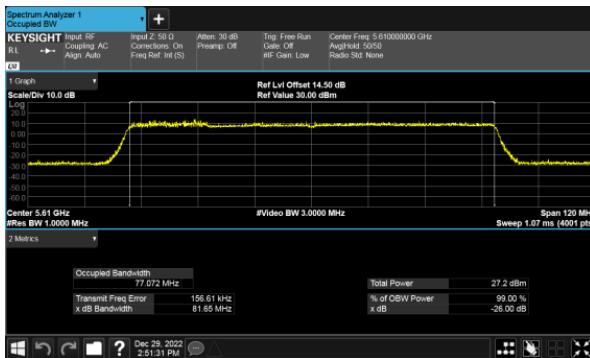 Spectrum Analyzer 1
Occupied BW
+
KEYSIGHT Input: RF Input Z: 50 Ω Atten: 30 dB Trig: Free Run Center Freq: 5.610000000 GHz
R L Coupling: AC Corrections: On Preamp: Off Gate: Off Avg|Hold: 50/50
Align: Auto Freq Ref: Int (S) #IF Gain: Low Radio Std: None
LXI
1 Graph
Scale/Div 10.0 dB
Ref Lvl Offset 14.50 dB
Ref Value 30.00 dBm
Log
20.0
10.0
0.00
-10.0
-20.0
-30.0
-40.0
-50.0
-60.0
Center 5.61 GHz #Video BW 3.0000 MHz Span 120 MH
#Res BW 1.0000 MHz Sweep 1.07 ms (4001 pts
2 Metrics
Occupied Bandwidth
77.072 MHz Total Power 27.2 dBm
Transmit Freq Error 156.61 kHz % of OBW Power 99.00 %
x dB Bandwidth 81.65 MHz x dB -26.00 dB
? Dec 29, 2022
2:51:31 PM